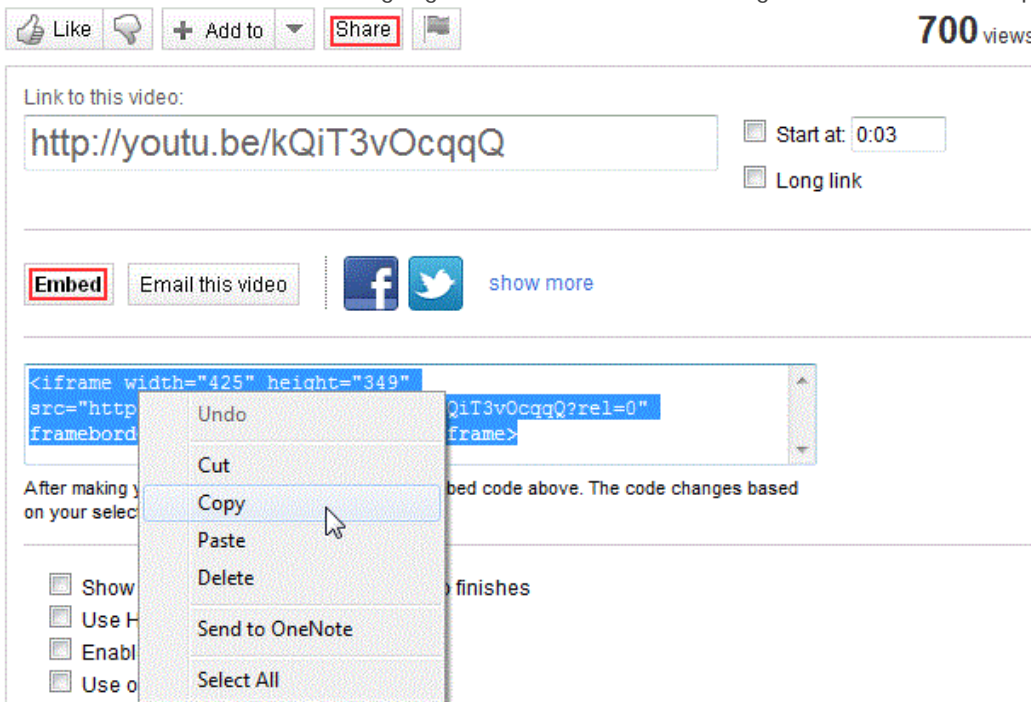 Like Add to Share 700 views
Link to this video:
http://youtu.be/kQiT3vOcqqQ
Start at: 0:03
Long link
Embed Email this video show more
<iframe width="425" height="349"
src="http QiT3vOcqqQ?rel=0"
framebord frame>
Undo
Cut
Copy
Paste
Delete
Send to OneNote
Select All
After making y bed code above. The code changes based
on your selec
Show finishes
Use H
Enabl
Use o